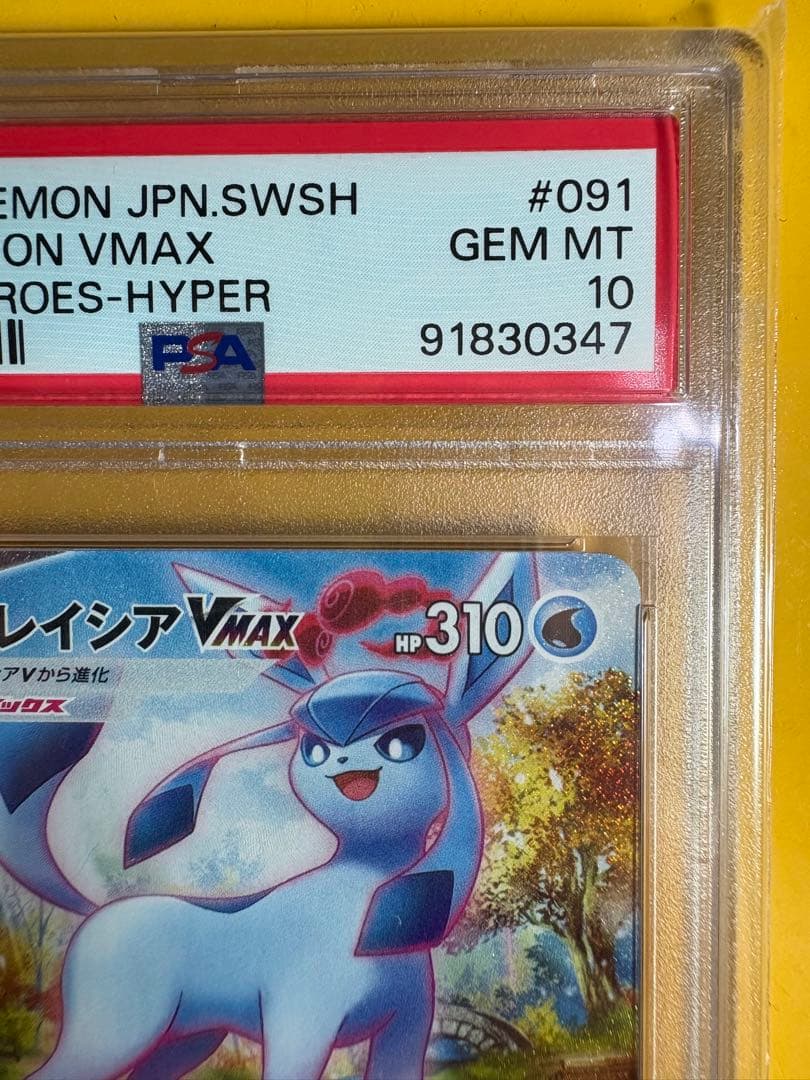 EMON JPN.SWSH #091
ON VMAX GEM MT
ROES-HYPER 10
PSA 91830347
レイシアVMAX HP310
アVから進化
ックス